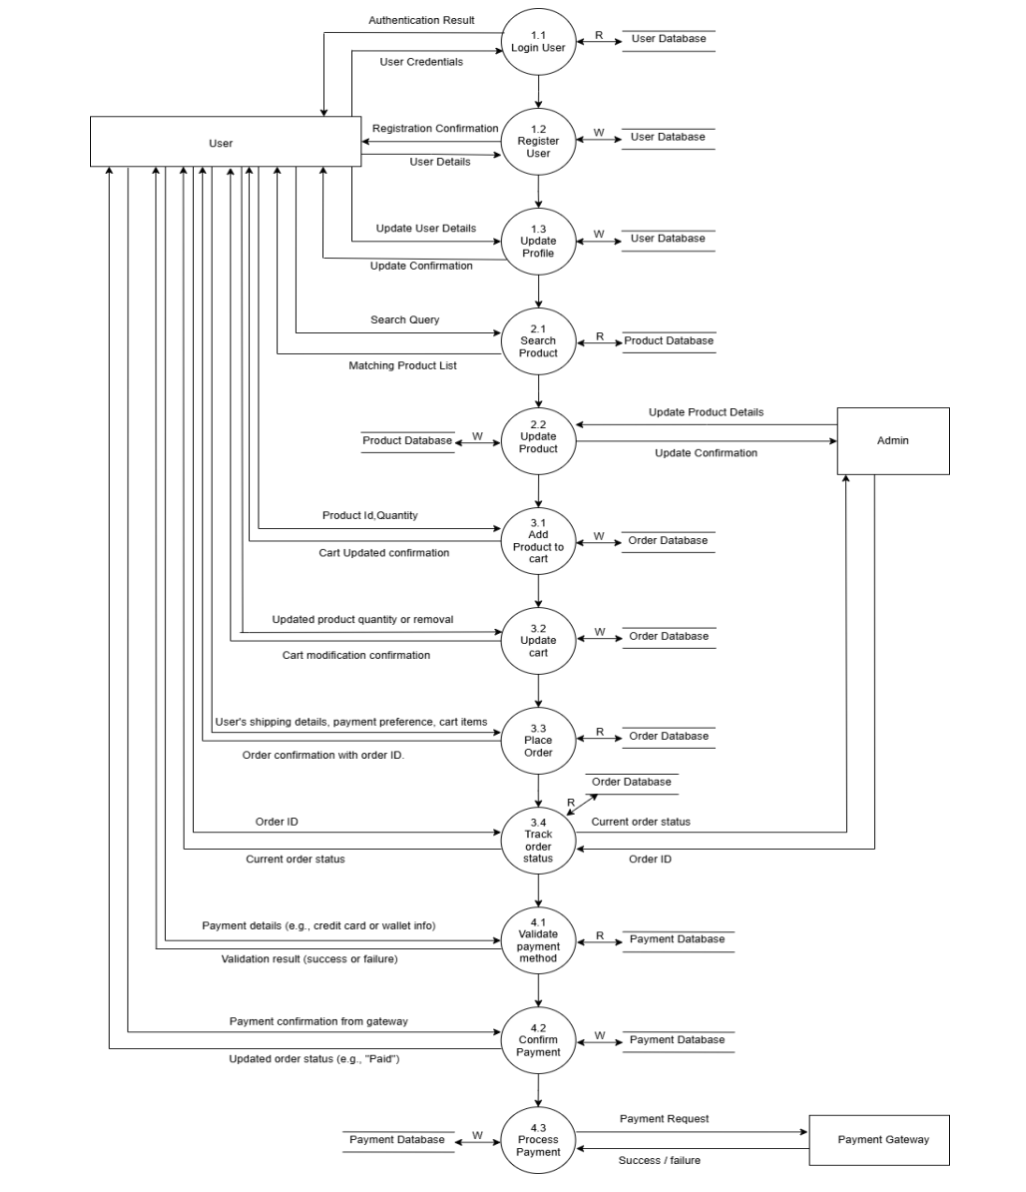 Authentication Result
1.1
Login User
R
User Database
User Credentials
User
Registration Confirmation
1.2
Register
User
W
User Database
User Details
Update User Details
1.3
Update
Profile
W
User Database
Update Confirmation
Search Query
2.1
Search
Product
R
Product Database
Matching Product List
Product Database
W
2.2
Update
Product
Update Product Details
Admin
Update Confirmation
Product Id,Quantity
3.1
Add
Product to
cart
W
Order Database
Cart Updated confirmation
Updated product quantity or removal
3.2
Update
cart
W
Order Database
Cart modification confirmation
User's shipping details, payment preference, cart items
3.3
Place
Order
R
Order Database
Order confirmation with order ID.
Order Database
R
Order ID
3.4
Track
order
status
Current order status
Current order status
Order ID
Payment details (e.g., credit card or wallet info)
4.1
Validate
payment
method
R
Payment Database
Validation result (success or failure)
Payment confirmation from gateway
4.2
Confirm
Payment
W
Payment Database
Updated order status (e.g., "Paid")
Payment Database
W
4.3
Process
Payment
Payment Request
Payment Gateway
Success / failure